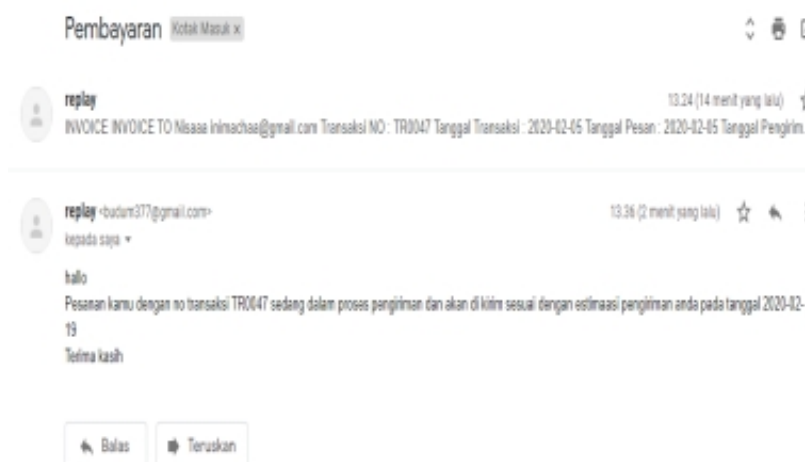 Pembayaran Kotak Masuk x
replay 13.24 (14 menit yang lalu)
INVOICE INVOICE TO Nisaaa inimachaa@gmail.com Transaksi NO : TR0047 Tanggal Transaksi : 2020-02-05 Tanggal Pesan : 2020-02-05 Tanggal Pengirim
replay <budum377@gmail.com> 13.36 (2 menit yang lalu)
kepada saya
hallo
Pesanan kamu dengan no transaksi TR0047 sedang dalam proses pengiriman dan akan di kirim sesuai dengan estimaasi pengiriman anda pada tanggal 2020-02-
19
Terima kasih
Balas Teruskan